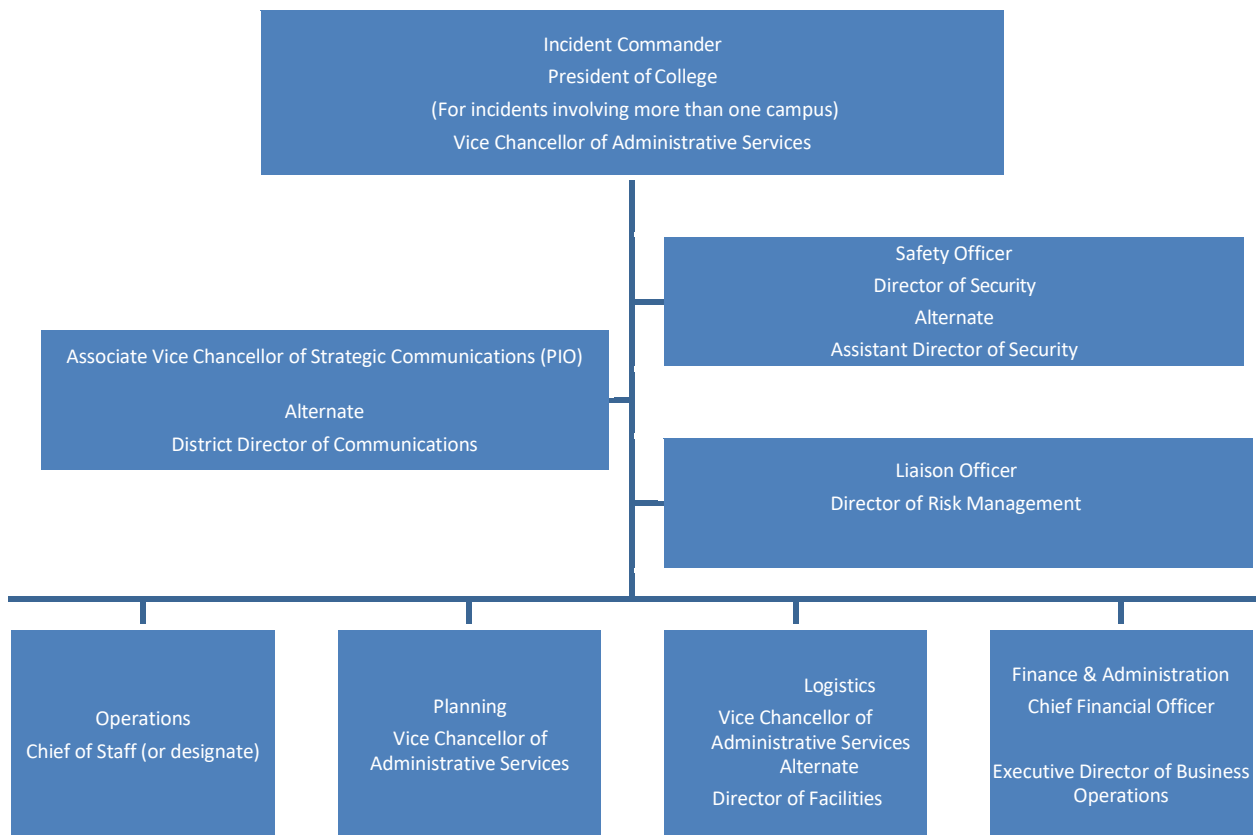 Incident Commander
President of College
(For incidents involving more than one campus)
Vice Chancellor of Administrative Services
Safety Officer
Director of Security
Alternate
Assistant Director of Security
Associate Vice Chancellor of Strategic Communications (PIO)
Alternate
District Director of Communications
Liaison Officer
Director of Risk Management
Operations
Chief of Staff (or designate)
Planning
Vice Chancellor of
Administrative Services
Logistics
Vice Chancellor of
Administrative Services
Alternate
Director of Facilities
Finance & Administration
Chief Financial Officer
Executive Director of Business
Operations